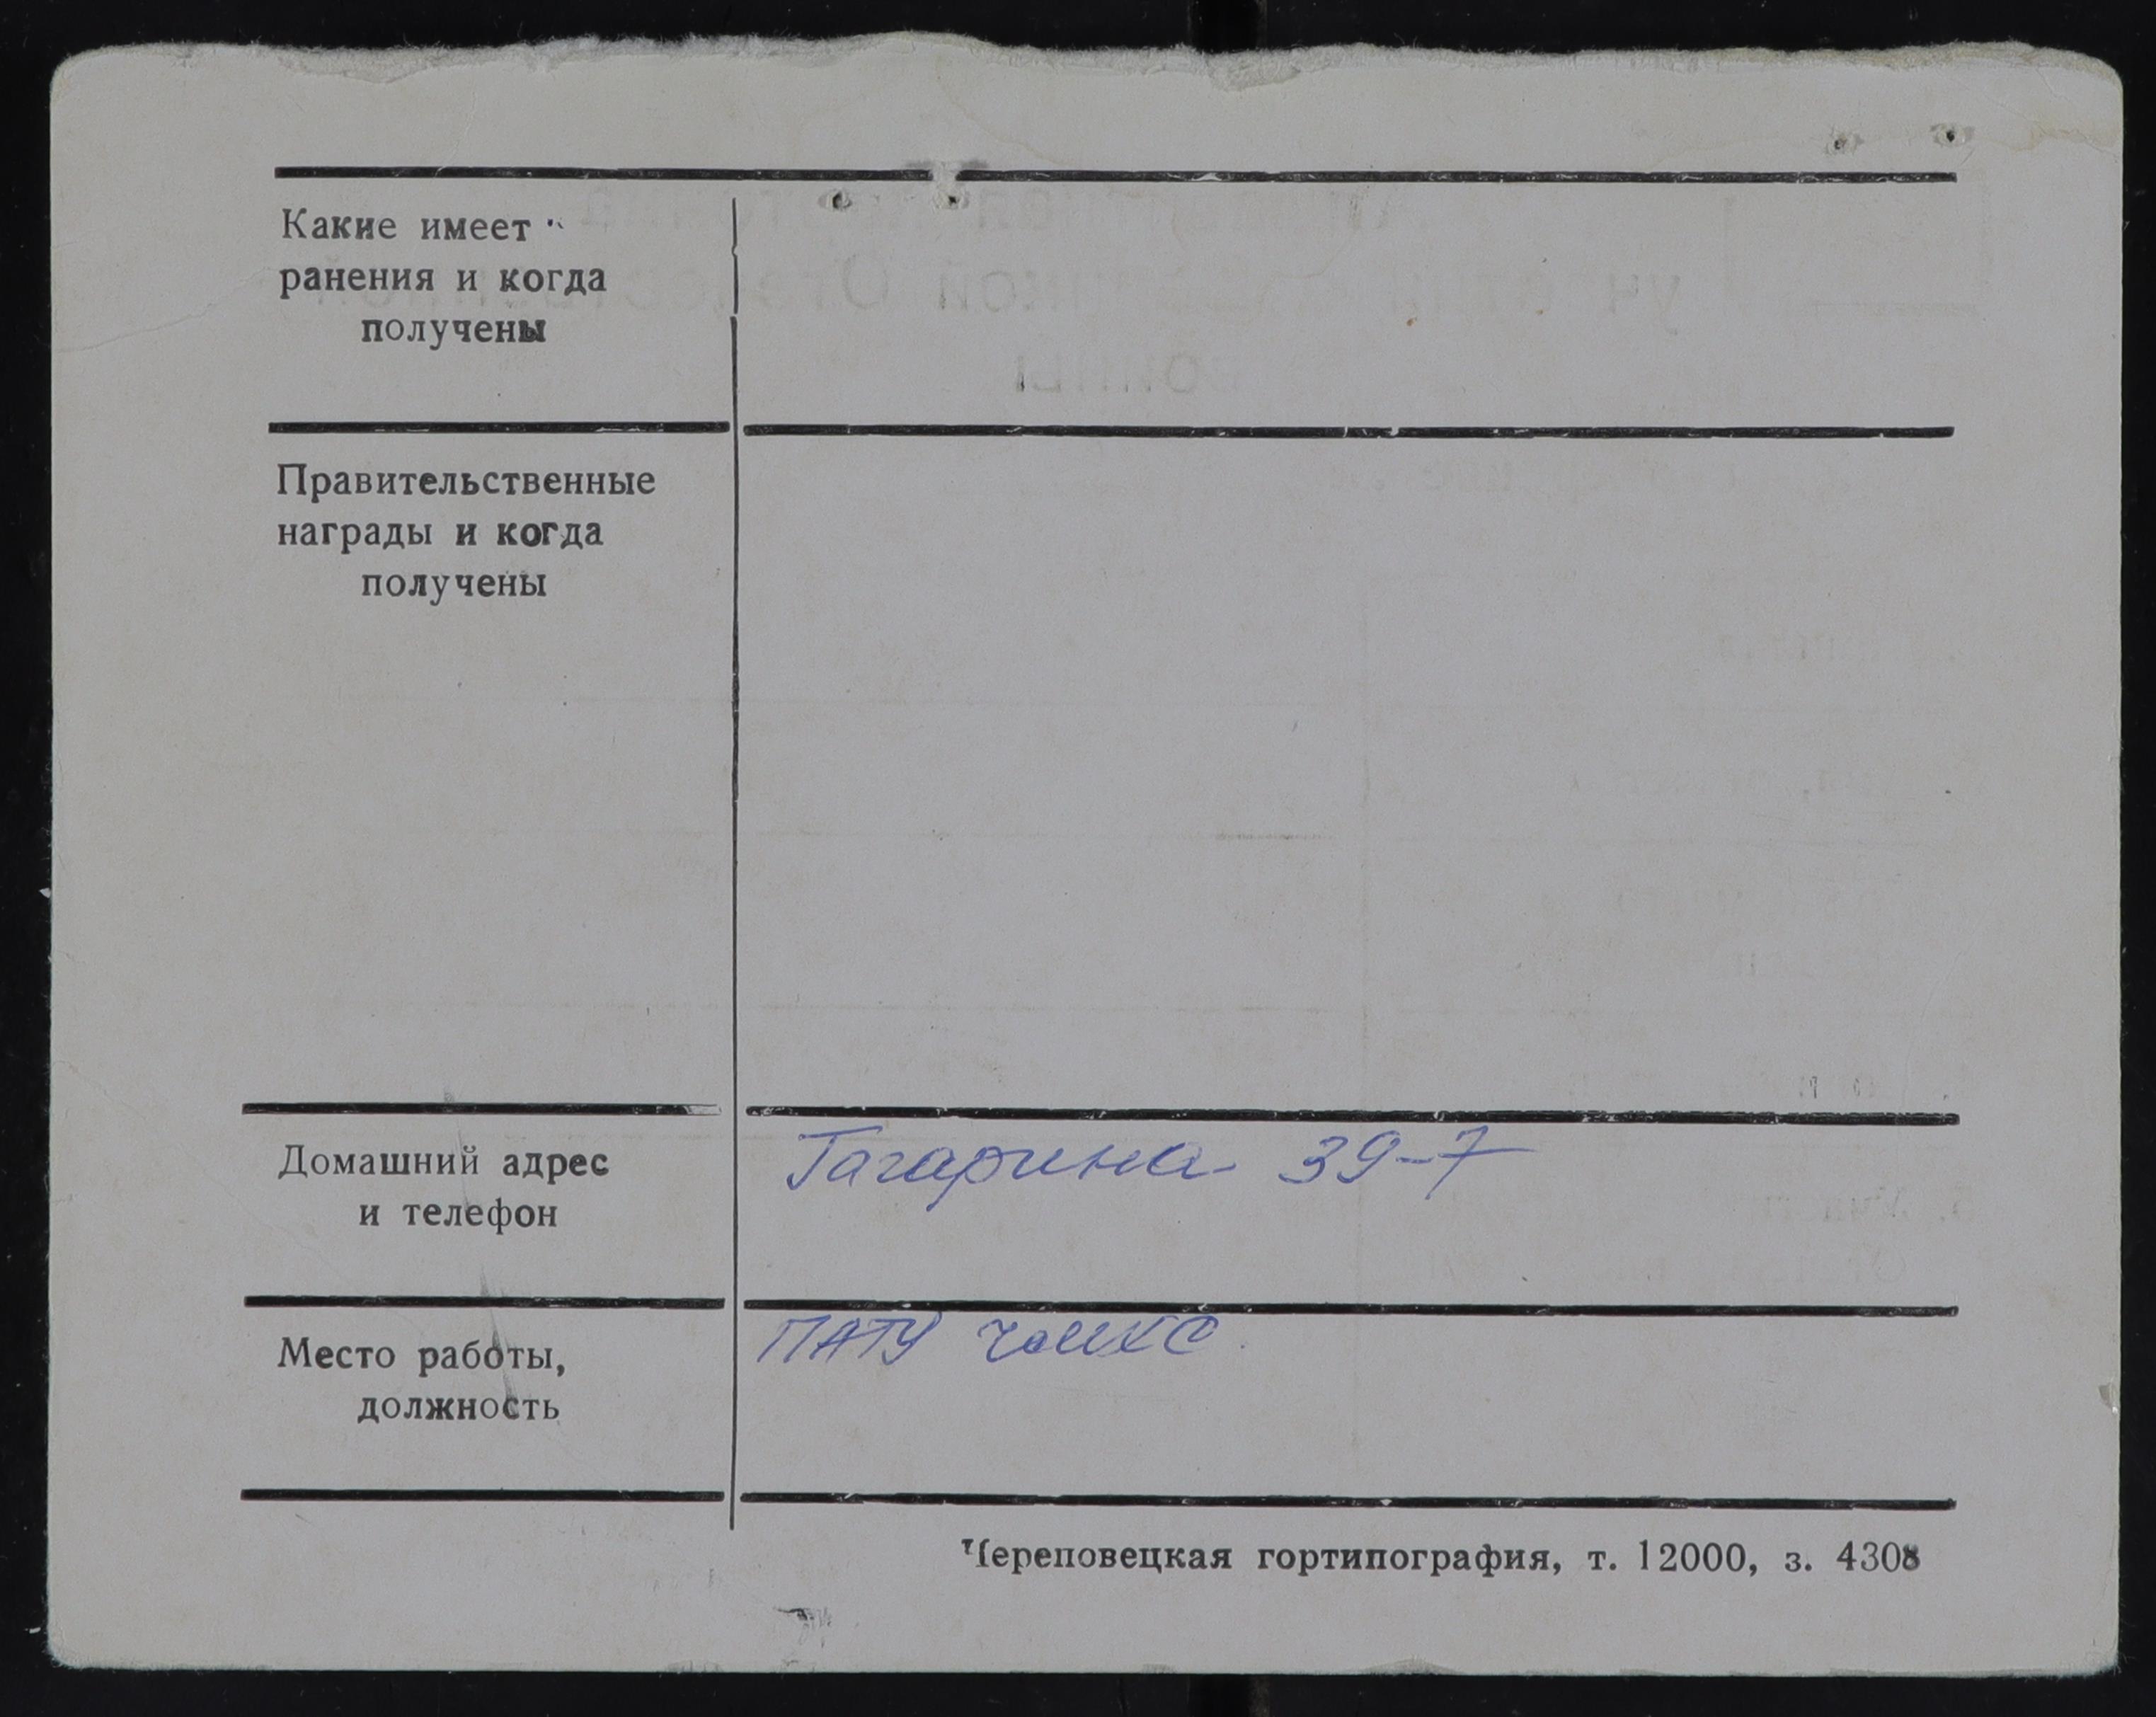 Какие имеет
ранения и когда
получены
Правительственные
награды и когда
получены
Домашний адрес
и телефон
Гагарина 39-7
Место работы,
должность
ПАТУ
Череповецкая гортипография, т. 12000, з. 4308